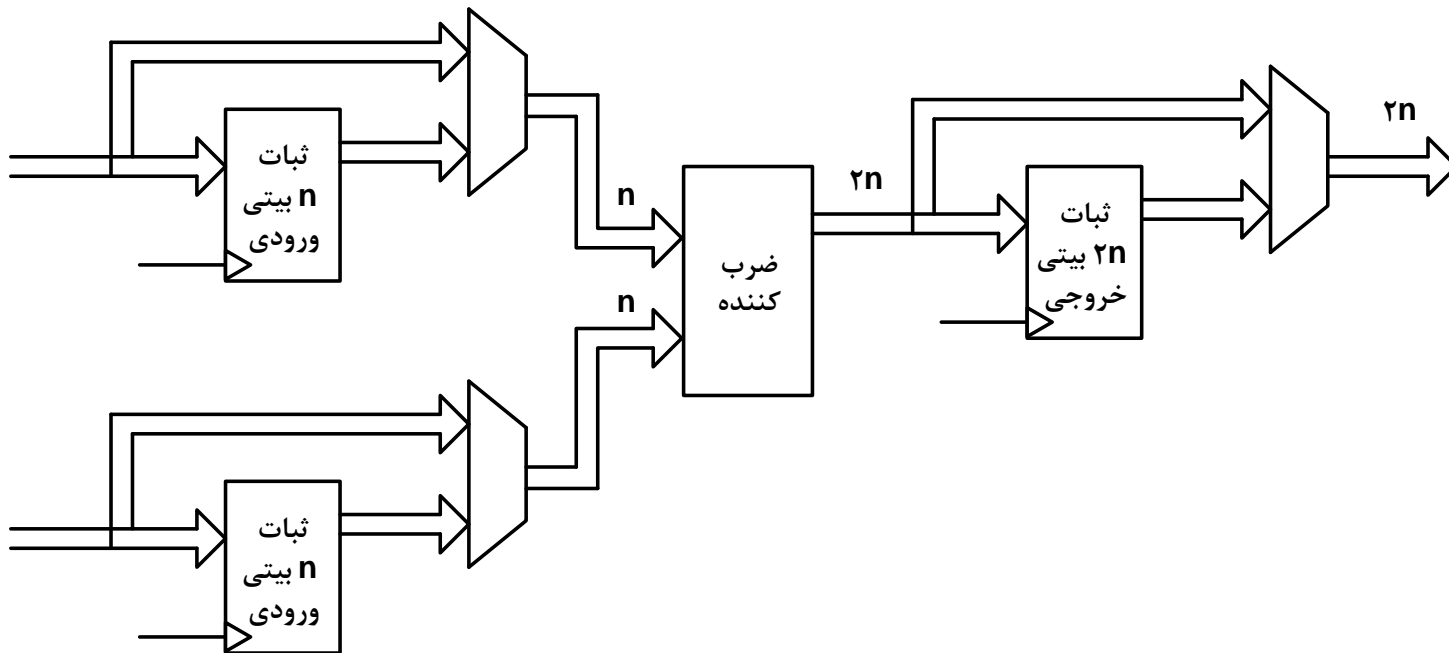 ثبات
n بیتی
ورودی
n
ثبات
n بیتی
ورودی
n
ضرب
کننده
۲n
ثبات
۲n بیتی
خروجی
۲n